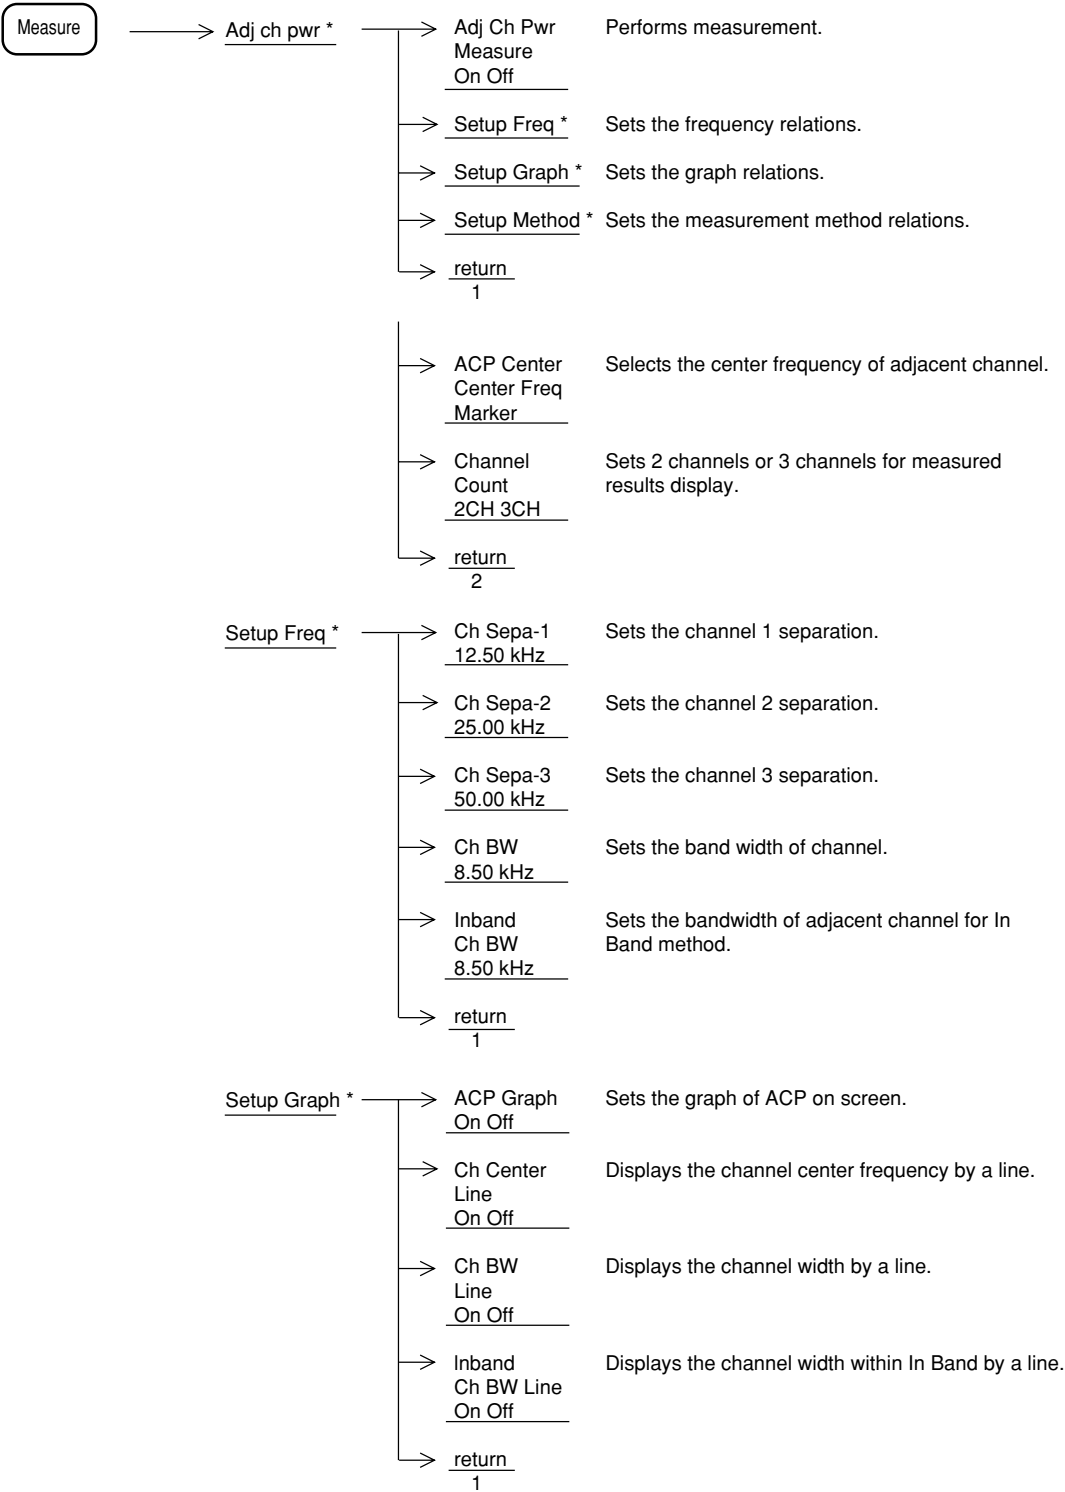 Measure
Adj ch pwr *
Adj Ch Pwr
Measure
On Off
Performs measurement.
Setup Freq *
Sets the frequency relations.
Setup Graph *
Sets the graph relations.
Setup Method *
Sets the measurement method relations.
return
1
ACP Center
Center Freq
Marker
Selects the center frequency of adjacent channel.
Channel
Count
2CH 3CH
Sets 2 channels or 3 channels for measured
results display.
return
2
Setup Freq *
Ch Sepa-1
12.50 kHz
Sets the channel 1 separation.
Ch Sepa-2
25.00 kHz
Sets the channel 2 separation.
Ch Sepa-3
50.00 kHz
Sets the channel 3 separation.
Ch BW
8.50 kHz
Sets the band width of channel.
Inband
Ch BW
8.50 kHz
Sets the bandwidth of adjacent channel for In
Band method.
return
1
Setup Graph *
ACP Graph
On Off
Sets the graph of ACP on screen.
Ch Center
Line
On Off
Displays the channel center frequency by a line.
Ch BW
Line
On Off
Displays the channel width by a line.
Inband
Ch BW Line
On Off
Displays the channel width within In Band by a line.
return
1